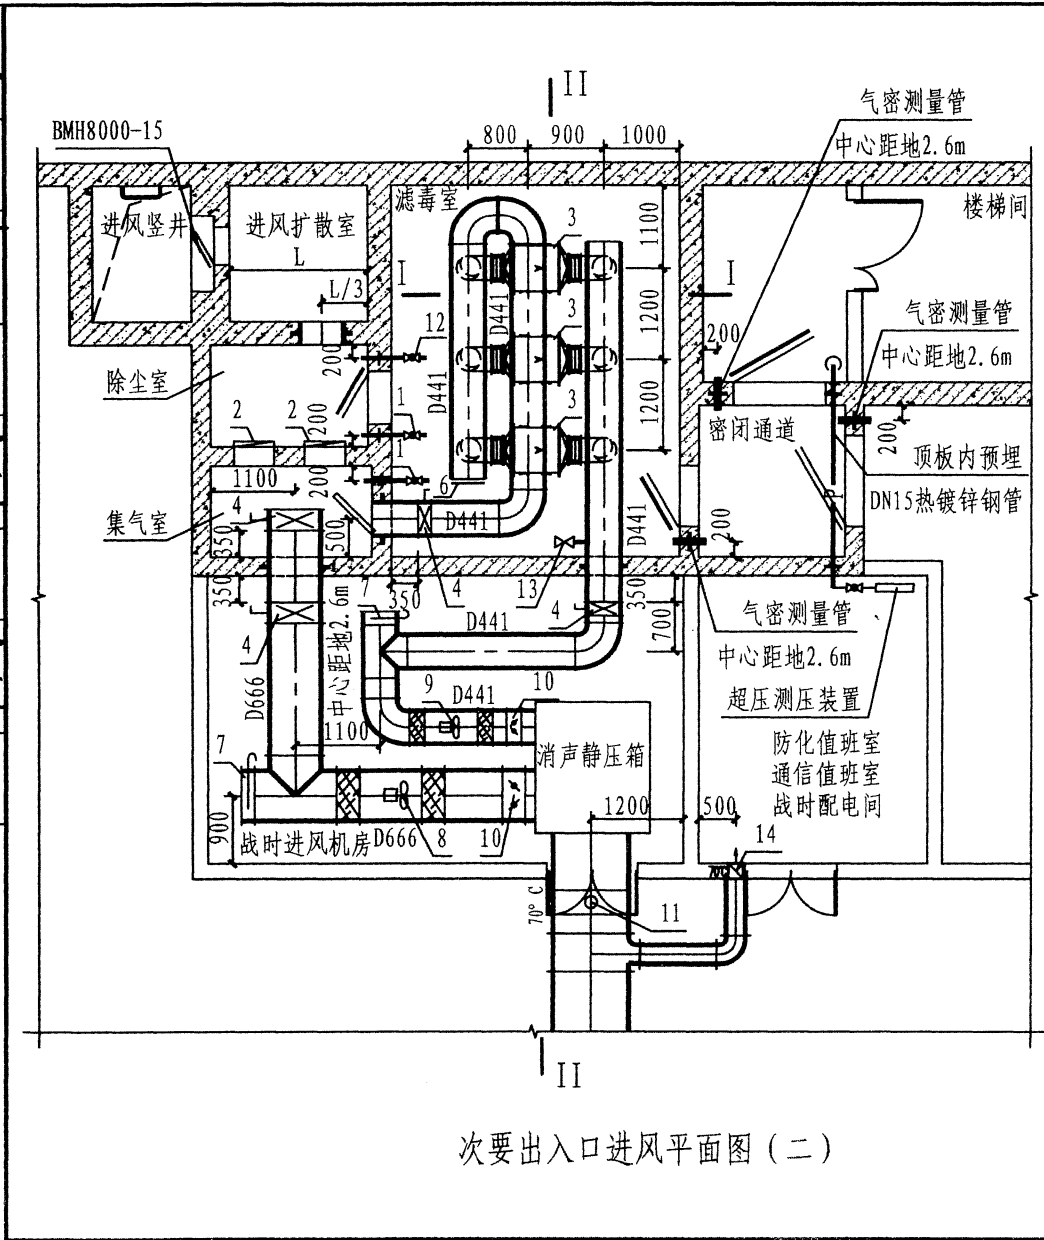 II
800
900
1000
气密测量管
中心距地2.6m
BMH8000-15
进风竖井
进风扩散室
L
L/3
滤毒室
3
1100
楼梯间
I
I
D441
12
200
3
1200
200
气密测量管
中心距地2.6m
除尘室
D441
2
2
200
1
3
1200
密闭通道
200
1100
1
200
6
顶板内预埋
DN15热镀锌钢管
集气室
4
350
500
D441
D441
200
350
7
350
4
13
4
350
D441
700
气密测量管
中心距地2.6m
4
中心距地2.6m
D666
9
D441
10
超压测压装置
1100
消声静压箱
防化值班室
通信值班室
战时配电间
7
900
1200
500
战时进风机房
D666
8
10
14
70℃
70° C
11
II
次要出入口进风平面图（二）